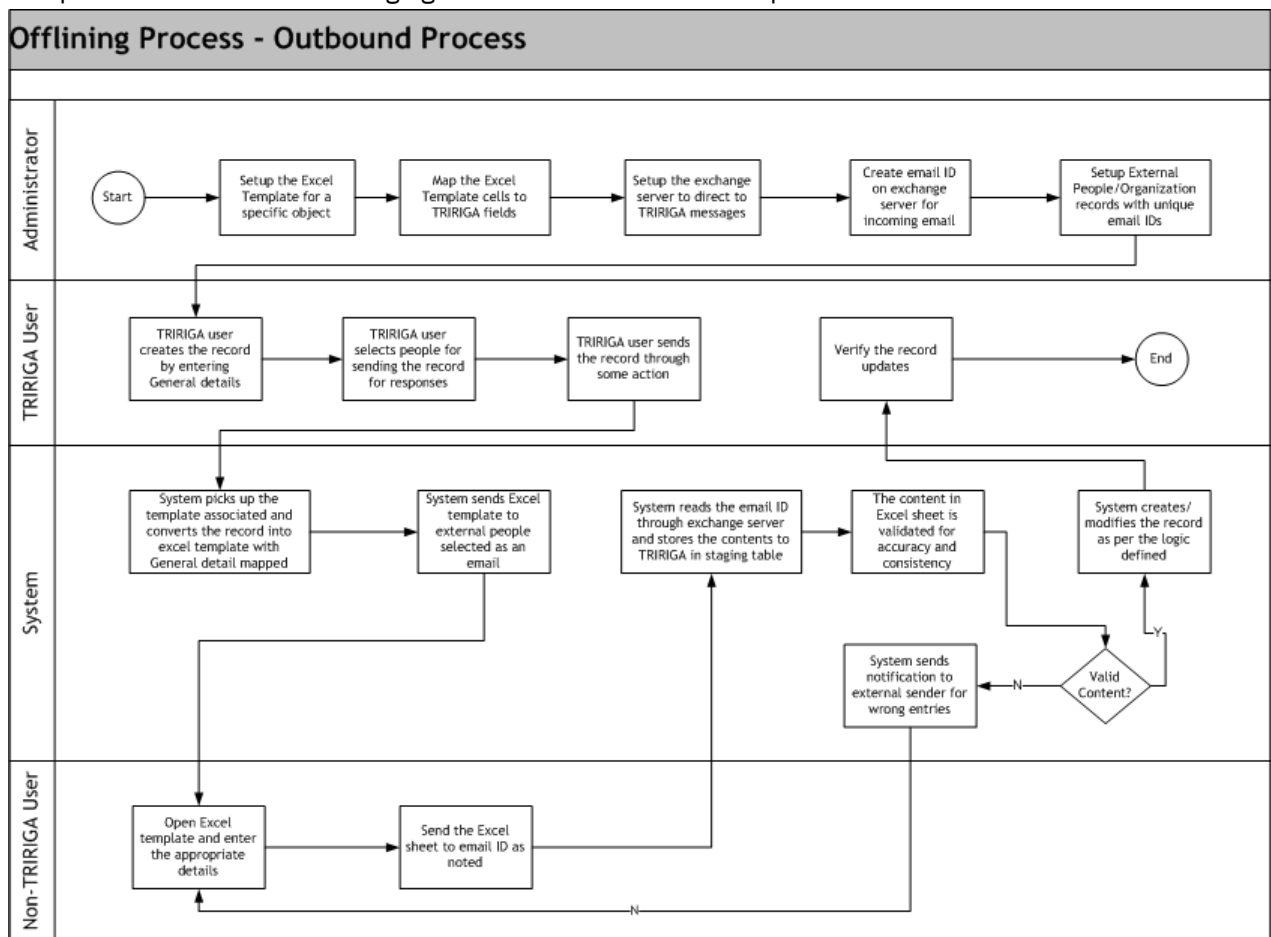 Offlining Process - Outbound Process
Administrator
Start
Setup the Excel
Template for a
specific object
Map the Excel
Template cells to
TRIRIGA fields
Setup the exchange
server to direct to
TRIRIGA messages
Create email ID
on exchange
server for
incoming email
Setup External
People/Organization
records with unique
email IDs
TRIRIGA User
TRIRIGA user
creates the record
by entering
General details
TRIRIGA user
selects people for
sending the record
for responses
TRIRIGA user sends
the record through
some action
Verify the record
updates
End
System
System picks up the
template associated and
converts the record into
excel template with
General detail mapped
System sends Excel
template to
external people
selected as an
email
System reads the email ID
through exchange server
and stores the contents to
TRIRIGA in staging table
The content in
Excel sheet is
validated for
accuracy and
consistency
System creates/
modifies the record
as per the logic
defined
Y
Valid
Content?
N
System sends
notification to
external sender for
wrong entries
Non-TRIRIGA User
Open Excel
template and enter
the appropriate
details
Send the Excel
sheet to email ID as
noted
N